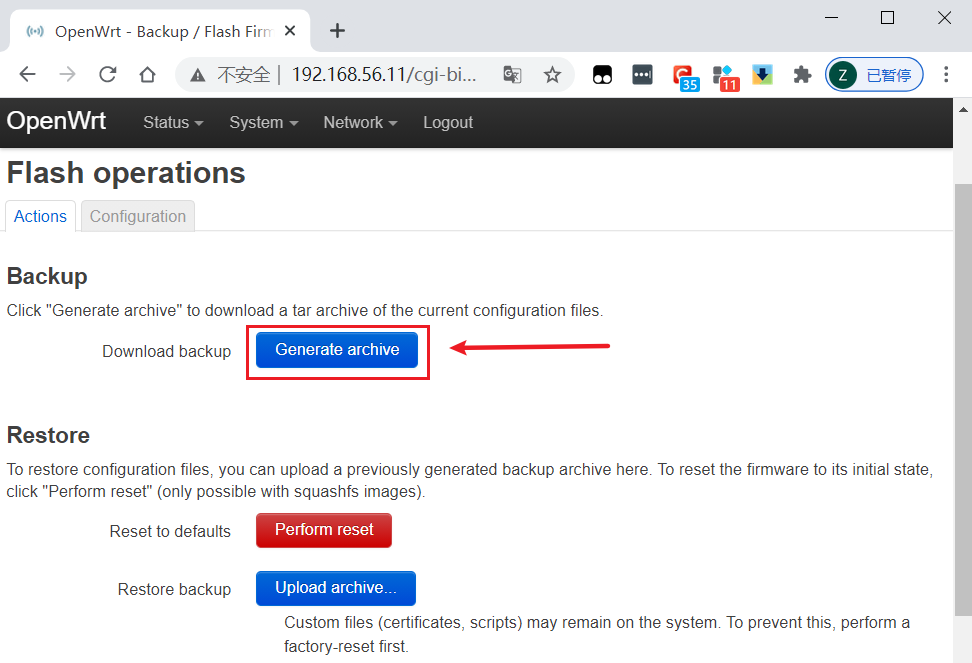 OpenWrt - Backup / Flash Firm
不安全 | 192.168.56.11/cgi-bi...
35
11
Z
已暂停
OpenWrt
Status
System
Network
Logout
Flash operations
Actions
Configuration
Backup
Click "Generate archive" to download a tar archive of the current configuration files.
Download backup
Generate archive
Restore
To restore configuration files, you can upload a previously generated backup archive here. To reset the firmware to its initial state,
click "Perform reset" (only possible with squashfs images).
Reset to defaults
Perform reset
Restore backup
Upload archive...
Custom files (certificates, scripts) may remain on the system. To prevent this, perform a
factory-reset first.